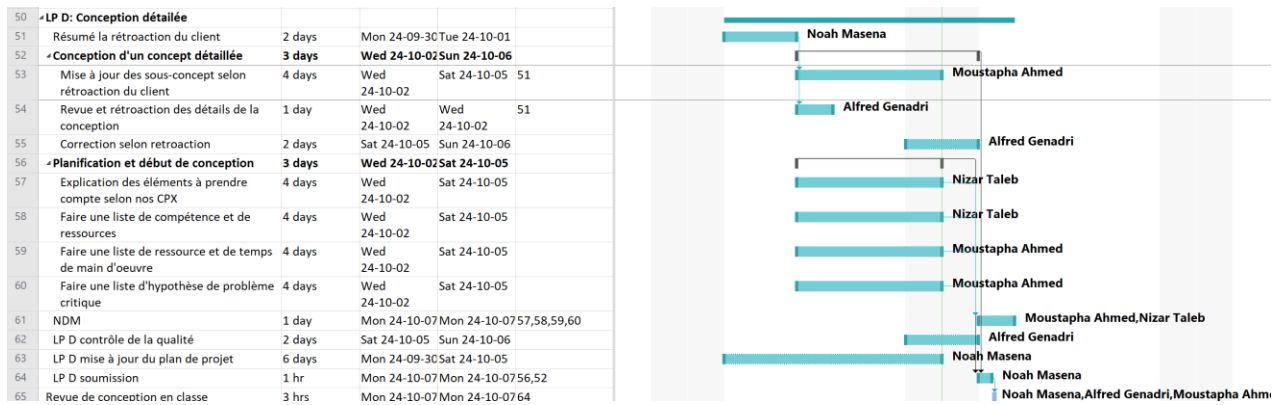 50 LP D: Conception détaillée
51 Résumé la rétroaction du client 2 days Mon 24-09-30 Tue 24-10-01 Noah Masena
52 Conception d'un concept détaillée 3 days Wed 24-10-02 Sun 24-10-06
53 Mise à jour des sous-concept selon 4 days Wed Sat 24-10-05 51 Moustapha Ahmed
rétroaction du client 24-10-02
54 Revue et rétroaction des détails de la 1 day Wed Wed 51 Alfred Genadri
conception 24-10-02 24-10-02
55 Correction selon retroaction 2 days Sat 24-10-05 Sun 24-10-06 Alfred Genadri
56 Planification et début de conception 3 days Wed 24-10-02 Sat 24-10-05
57 Explication des éléments à prendre 4 days Wed Sat 24-10-05 Nizar Taleb
compte selon nos CPX 24-10-02
58 Faire une liste de compétence et de 4 days Wed Sat 24-10-05 Nizar Taleb
ressources 24-10-02
59 Faire une liste de ressource et de temps 4 days Wed Sat 24-10-05 Moustapha Ahmed
de main d'oeuvre 24-10-02
60 Faire une liste d'hypothèse de problème 4 days Wed Sat 24-10-05 Moustapha Ahmed
critique 24-10-02
61 NDM 1 day Mon 24-10-07 Mon 24-10-07 57,58,59,60 Moustapha Ahmed,Nizar Taleb
62 LP D contrôle de la qualité 2 days Sat 24-10-05 Sun 24-10-06 Alfred Genadri
63 LP D mise à jour du plan de projet 6 days Mon 24-09-30 Sat 24-10-05 Noah Masena
64 LP D soumission 1 hr Mon 24-10-07 Mon 24-10-07 56,52 Noah Masena
65 Revue de conception en classe 3 hrs Mon 24-10-07 Mon 24-10-07 64 Noah Masena,Alfred Genadri,Moustapha Ahme